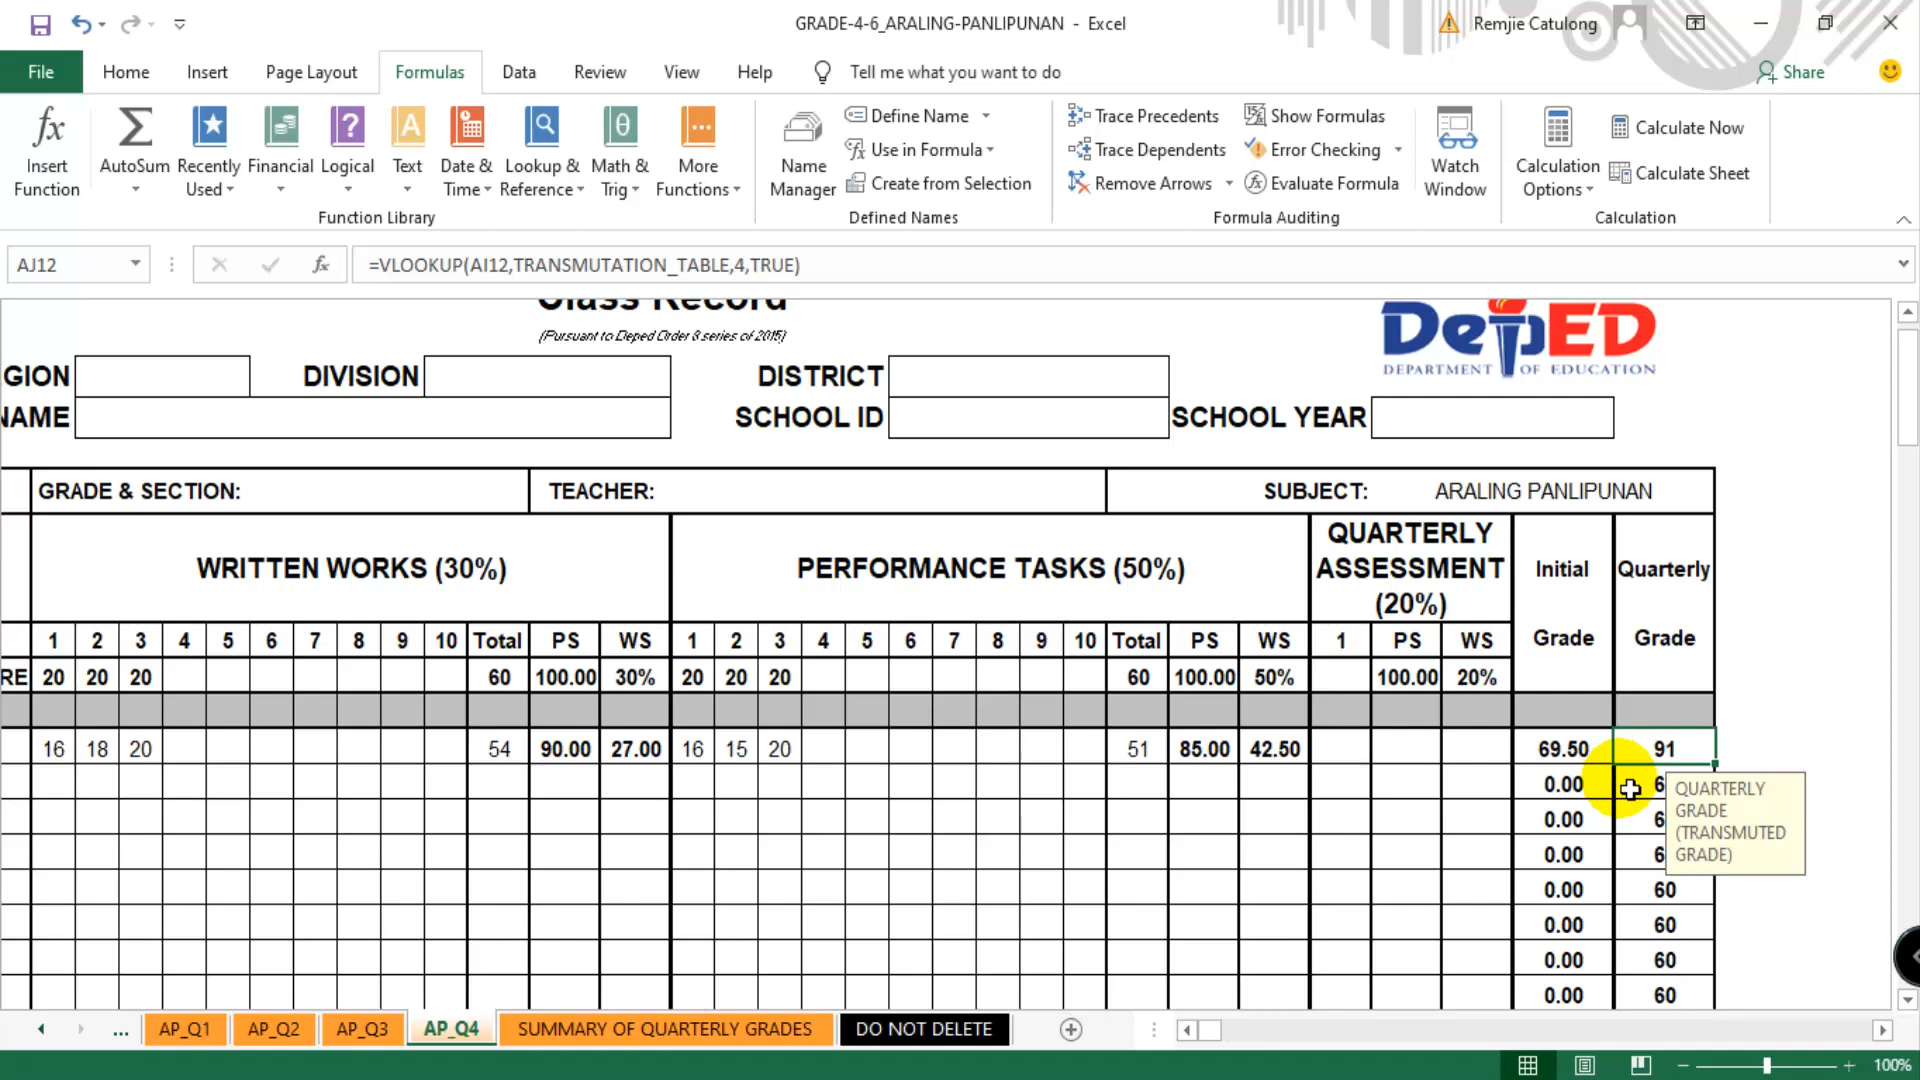 GRADE-4-6_ARALING-PANLIPUNAN - Excel
Remjie Catulong
File Home Insert Page Layout Formulas Data Review View Help Tell me what you want to do Share
Insert Function
AutoSum
Recently Used
Financial
Logical
Text
Date & Time
Lookup & Reference
Math & Trig
More Functions
Function Library
Name Manager
Define Name
Use in Formula
Create from Selection
Defined Names
Trace Precedents
Trace Dependents
Remove Arrows
Show Formulas
Error Checking
Evaluate Formula
Formula Auditing
Watch Window
Calculation Options
Calculate Now
Calculate Sheet
Calculation
AJ12 fx =VLOOKUP(AI12,TRANSMUTATION_TABLE,4,TRUE)
Class Record
(Pursuant to Deped Order 8 series of 2015)
DepED
DEPARTMENT OF EDUCATION
GION DIVISION DISTRICT
NAME SCHOOL ID SCHOOL YEAR
GRADE & SECTION: TEACHER: SUBJECT: ARALING PANLIPUNAN
WRITTEN WORKS (30%) PERFORMANCE TASKS (50%) QUARTERLY ASSESSMENT (20%) Initial Grade Quarterly Grade
1 2 3 4 5 6 7 8 9 10 Total PS WS 1 2 3 4 5 6 7 8 9 10 Total PS WS 1 PS WS
RE 20 20 20 60 100.00 30% 20 20 20 60 100.00 50% 100.00 20%
16 18 20 54 90.00 27.00 16 15 20 51 85.00 42.50 69.50 91
0.00 6
0.00 6
0.00 6
0.00 60
0.00 60
0.00 60
0.00 60
QUARTERLY
GRADE
(TRANSMUTED
GRADE)
... AP_Q1 AP_Q2 AP_Q3 AP_Q4 SUMMARY OF QUARTERLY GRADES DO NOT DELETE
100%